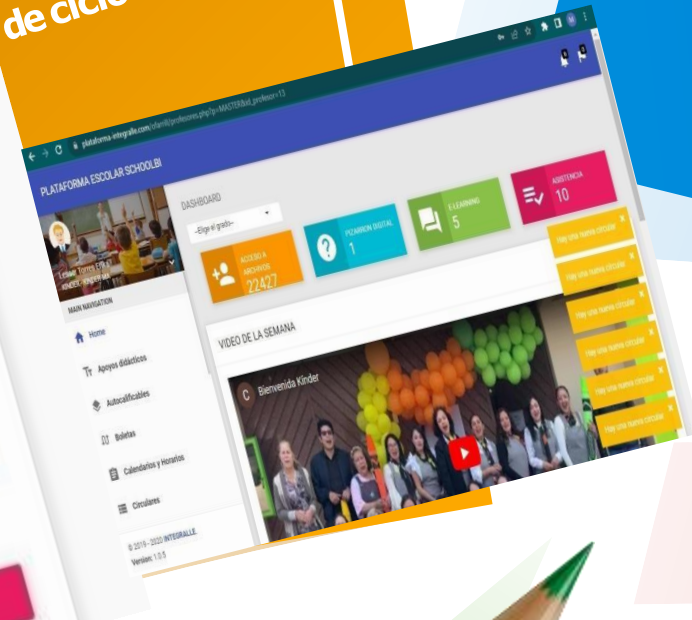 de ciclo
plataforma-integralle.com/ofamili/profesores.php?p=MASTER&id_profesor=13
PLATAFORMA ESCOLAR SCHOOLBI
DASHBOARD
--Elige el grado--
ACCESO A
ARCHIVOS
22427
PIZARRON DIGITAL
1
E-LEARNING
5
ASISTENCIA
10
Hay una nueva circular
Hay una nueva circular
Hay una nueva circular
Hay una nueva circular
Hay una nueva circular
Hay una nueva circular
KINDER
MAIN NAVIGATION
Home
Apoyos didácticos
Autocalificables
Boletas
Calendarios y Horarios
Circulares
© 2019 - 2020 INTEGRALLE.
Version: 1.0.5
VIDEO DE LA SEMANA
C Bienvenida Kinder